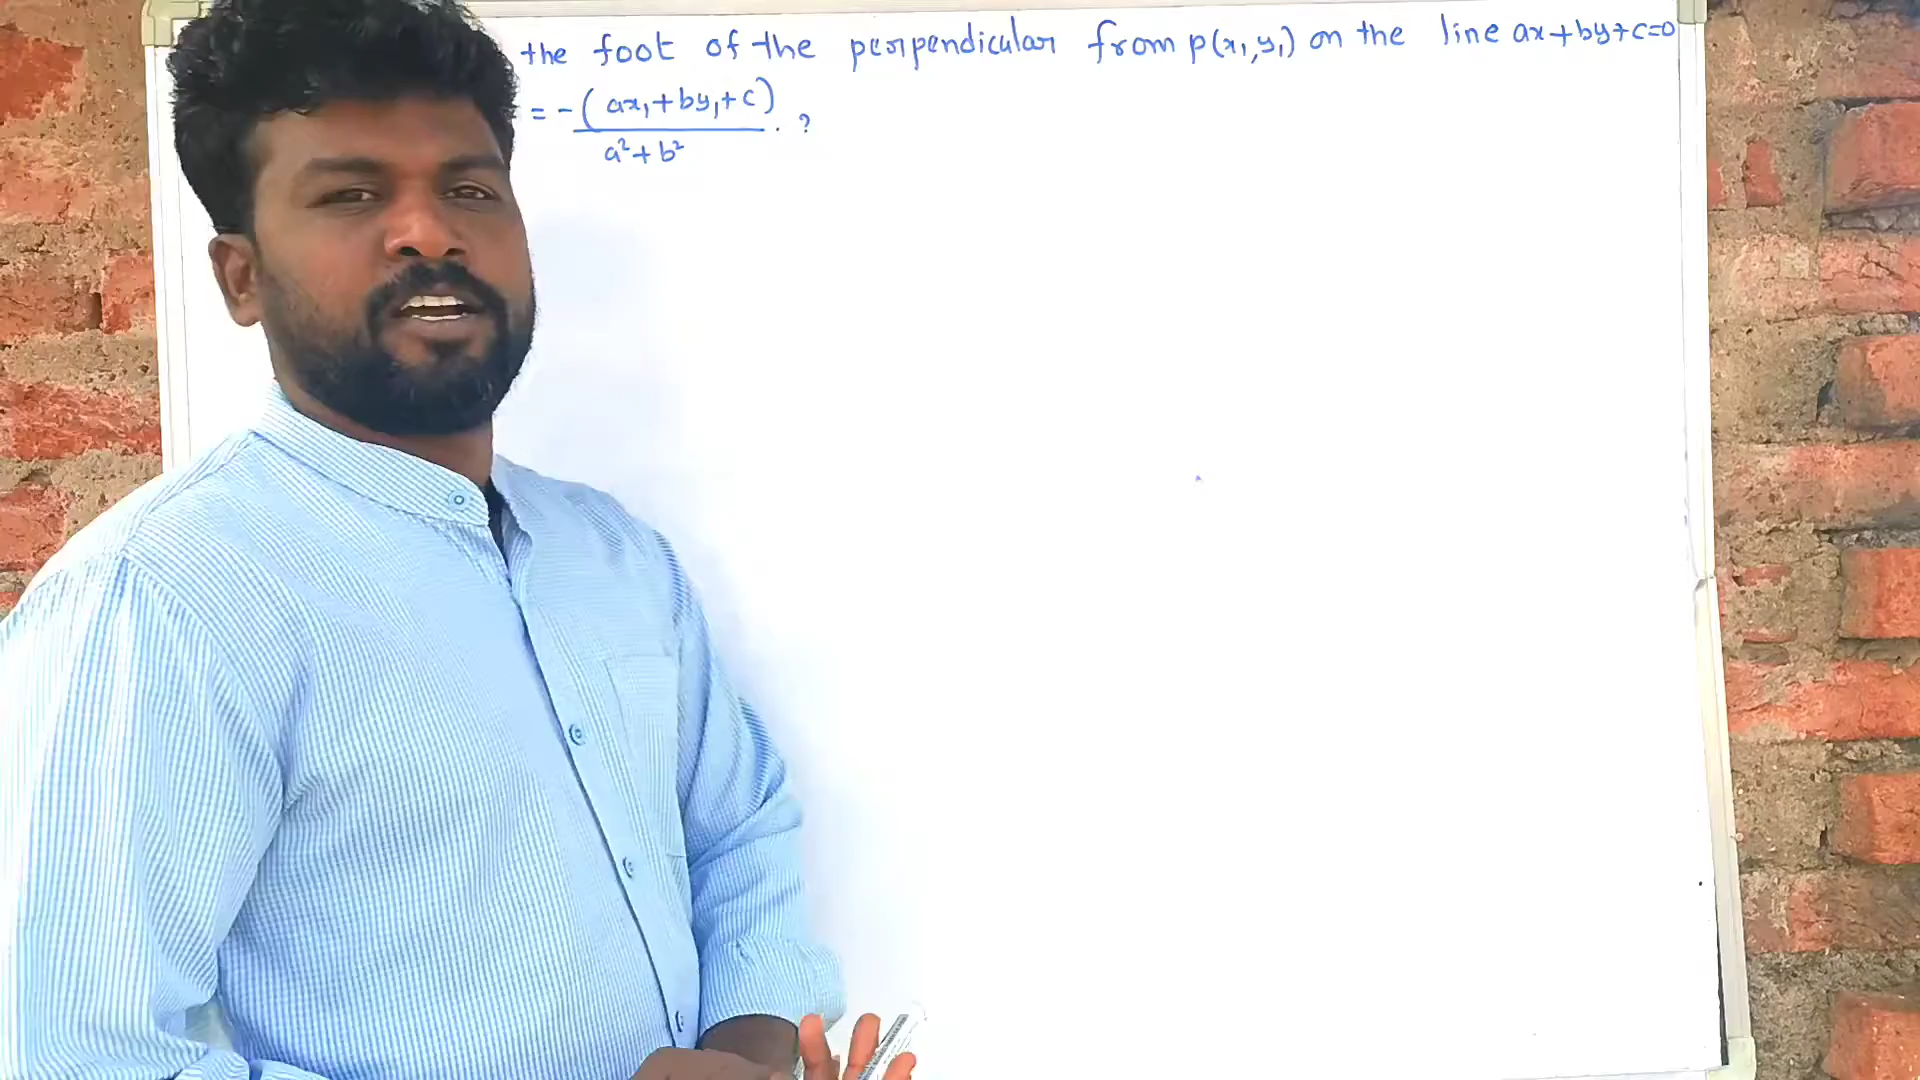 the foot of the perpendicular from p(x₁,y₁) on the line ax+by+c=0
= -(ax₁+by₁+c) / a²+b² . ?